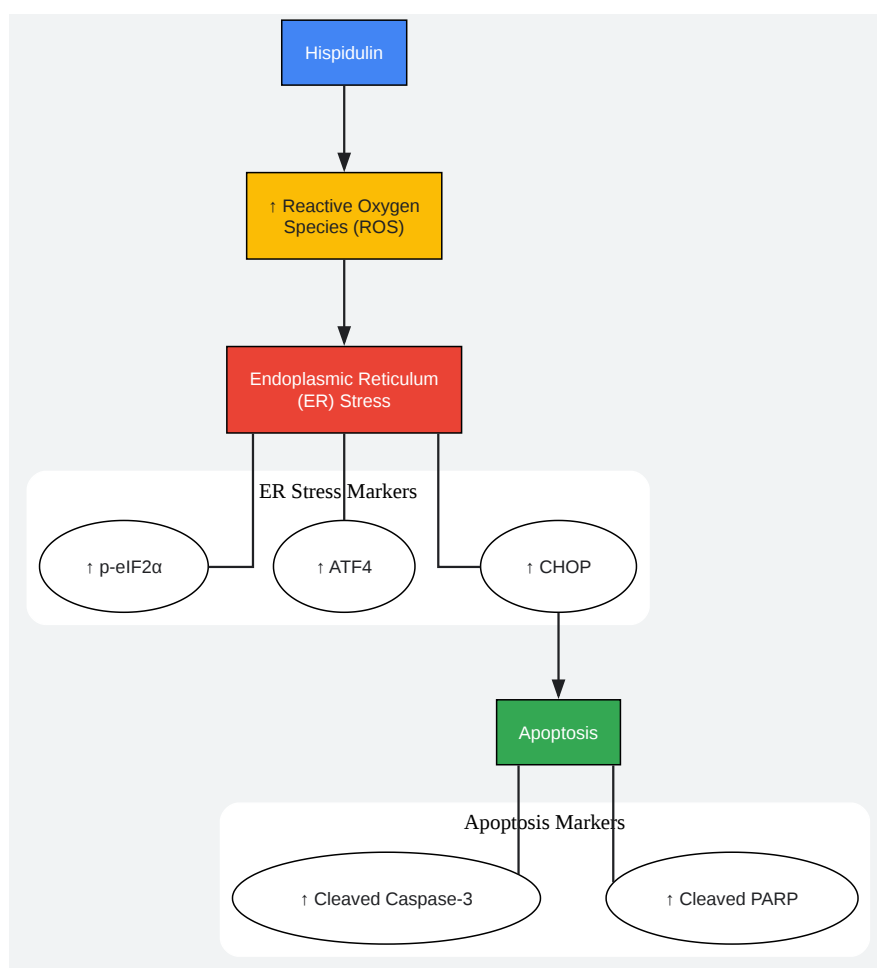 Hispidulin
↑ Reactive Oxygen
Species (ROS)
Endoplasmic Reticulum
(ER) Stress
ER Stress Markers
↑ p-eIF2α
↑ ATF4
↑ CHOP
Apoptosis
Apoptosis Markers
↑ Cleaved Caspase-3
↑ Cleaved PARP